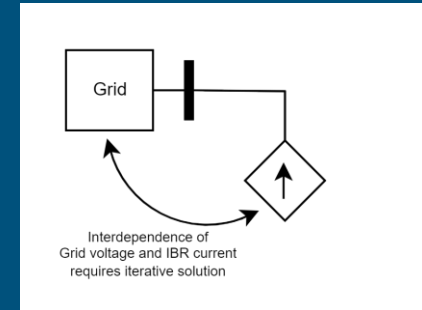 Grid
Interdependence of
Grid voltage and IBR current
requires iterative solution